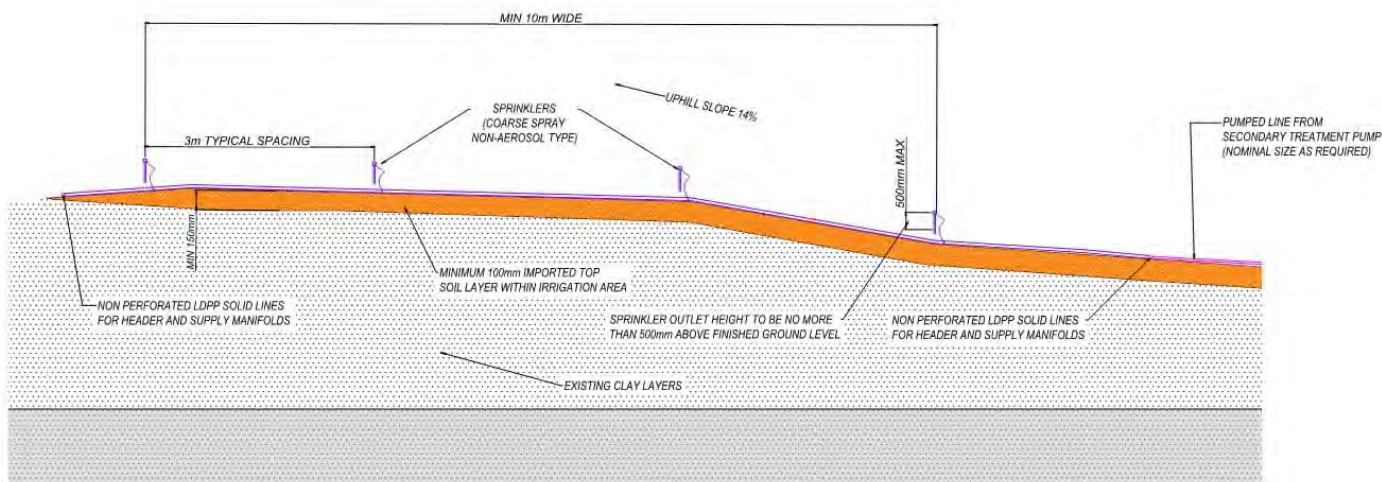 MIN 10m WIDE
UPHILL SLOPE 14%
SPRINKLERS
(COARSE SPRAY
NON-AEROSOL TYPE)
3m TYPICAL SPACING
PUMPED LINE FROM
SECONDARY TREATMENT PUMP
(NOMINAL SIZE AS REQUIRED)
500mm MAX
MIN 150mm
MINIMUM 100mm IMPORTED TOP
SOIL LAYER WITHIN IRRIGATION AREA
NON PERFORATED LDPP SOLID LINES
FOR HEADER AND SUPPLY MANIFOLDS
SPRINKLER OUTLET HEIGHT TO BE NO MORE
THAN 500mm ABOVE FINISHED GROUND LEVEL
NON PERFORATED LDPP SOLID LINES
FOR HEADER AND SUPPLY MANIFOLDS
EXISTING CLAY LAYERS